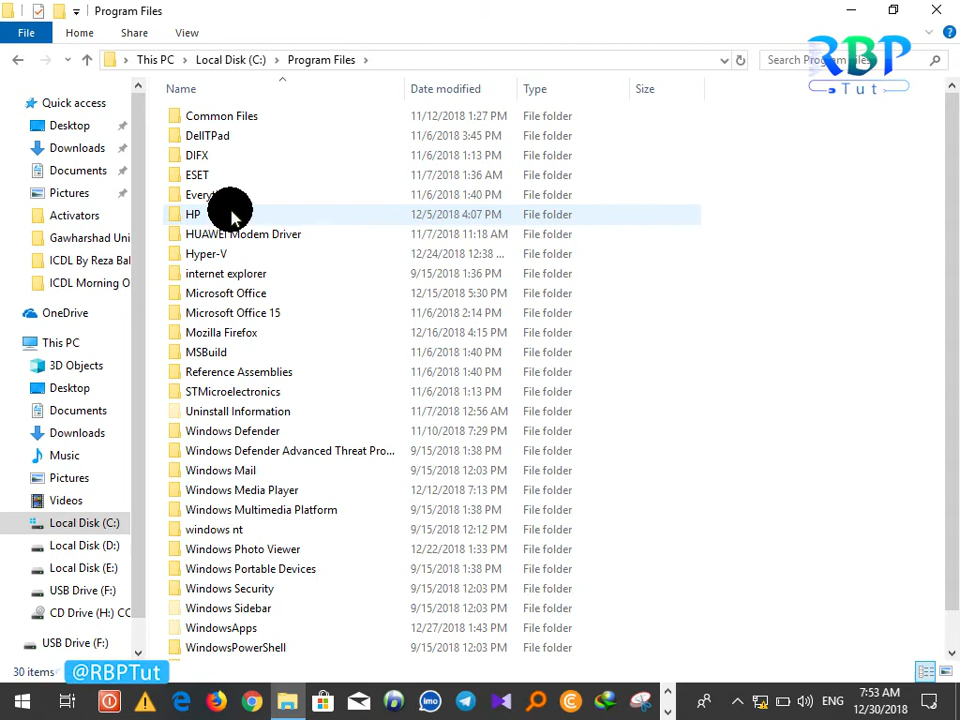 Program Files
File Home Share View
This PC Local Disk (C:) Program Files
Search
RBP
Tut
Name Date modified Type Size
Quick access
Desktop
Downloads
Documents
Pictures
Activators
Gawharshad Uni
ICDL By Reza Bal
ICDL Morning O
OneDrive
This PC
3D Objects
Desktop
Documents
Downloads
Music
Pictures
Videos
Local Disk (C:)
Local Disk (D:)
Local Disk (E:)
USB Drive (F:)
CD Drive (H:) CC
USB Drive (F:)
Common Files 11/12/2018 1:27 PM File folder
DellTPad 11/6/2018 3:45 PM File folder
DIFX 11/6/2018 1:13 PM File folder
ESET 11/7/2018 1:36 AM File folder
11/6/2018 1:40 PM File folder
HP 12/5/2018 4:07 PM File folder
HUAWEI Modem Driver 11/7/2018 11:18 AM File folder
Hyper-V 12/24/2018 12:38 ... File folder
internet explorer 9/15/2018 1:36 PM File folder
Microsoft Office 12/15/2018 5:30 PM File folder
Microsoft Office 15 11/6/2018 2:14 PM File folder
Mozilla Firefox 12/16/2018 4:15 PM File folder
MSBuild 11/6/2018 1:40 PM File folder
Reference Assemblies 11/6/2018 1:40 PM File folder
STMicroelectronics 11/6/2018 1:13 PM File folder
Uninstall Information 11/7/2018 12:56 AM File folder
Windows Defender 11/10/2018 7:29 PM File folder
Windows Defender Advanced Threat Pro... 9/15/2018 1:38 PM File folder
Windows Mail 9/15/2018 12:03 PM File folder
Windows Media Player 12/12/2018 7:13 PM File folder
Windows Multimedia Platform 9/15/2018 1:38 PM File folder
windows nt 9/15/2018 12:12 PM File folder
Windows Photo Viewer 12/22/2018 1:33 PM File folder
Windows Portable Devices 9/15/2018 1:38 PM File folder
Windows Security 9/15/2018 12:03 PM File folder
Windows Sidebar 9/15/2018 12:03 PM File folder
WindowsApps 12/27/2018 1:43 PM File folder
WindowsPowerShell 9/15/2018 12:03 PM File folder
30 items
@RBPTut
imo
ENG
7:53 AM
12/30/2018